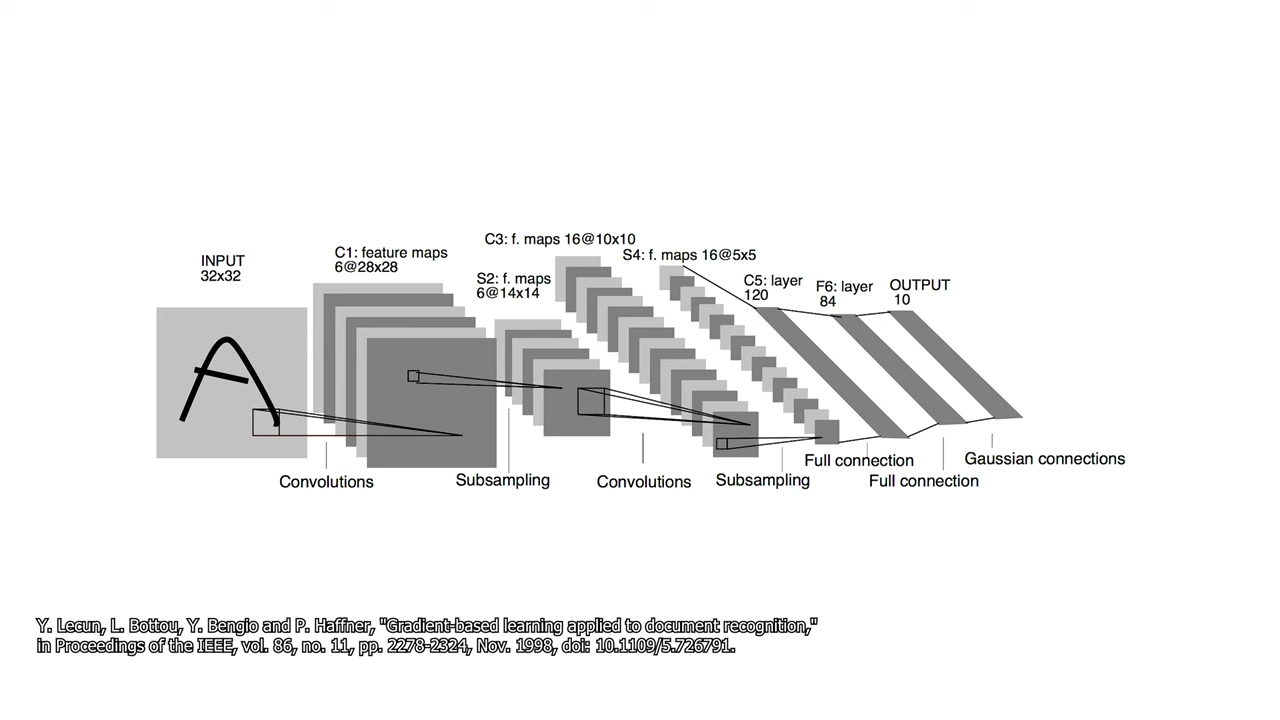 INPUT
32x32
C1: feature maps
6@28x28
S2: f. maps
6@14x14
C3: f. maps 16@10x10
S4: f. maps 16@5x5
C5: layer
120
F6: layer
84
OUTPUT
10
Convolutions
Subsampling
Convolutions
Subsampling
Full connection
Full connection
Gaussian connections
Y. Lecun, L. Bottou, Y. Bengio and P. Haffner, "Gradient-based learning applied to document recognition,"
in Proceedings of the IEEE, vol. 86, no. 11, pp. 2278-2324, Nov. 1998, doi: 10.1109/5.726791.